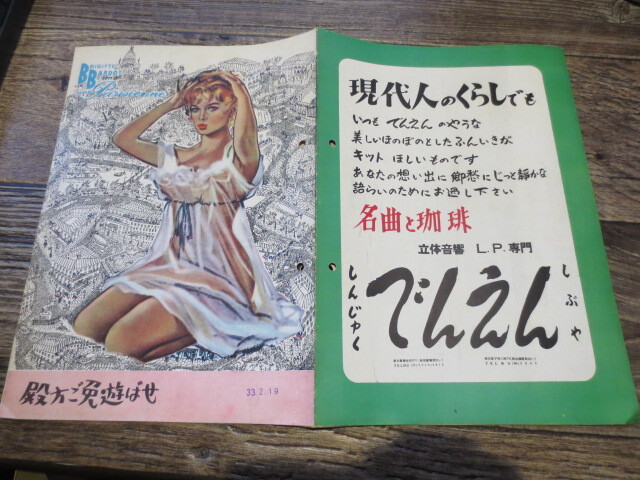 BRIGITTE
BARDOT
Parisienne
殿方ご免遊ばせ
33.2.19
現代人のくらしでも
いつも でんえんのやうな
美しいほのぼのとしたふんいきが
キット ほしいものです
あなたの想い出に郷愁にじっと静かな
語らいのためにお過し下さい
名曲と珈琲
立体音響 L.P.専門
しんじゅく
でんえん
しぶや